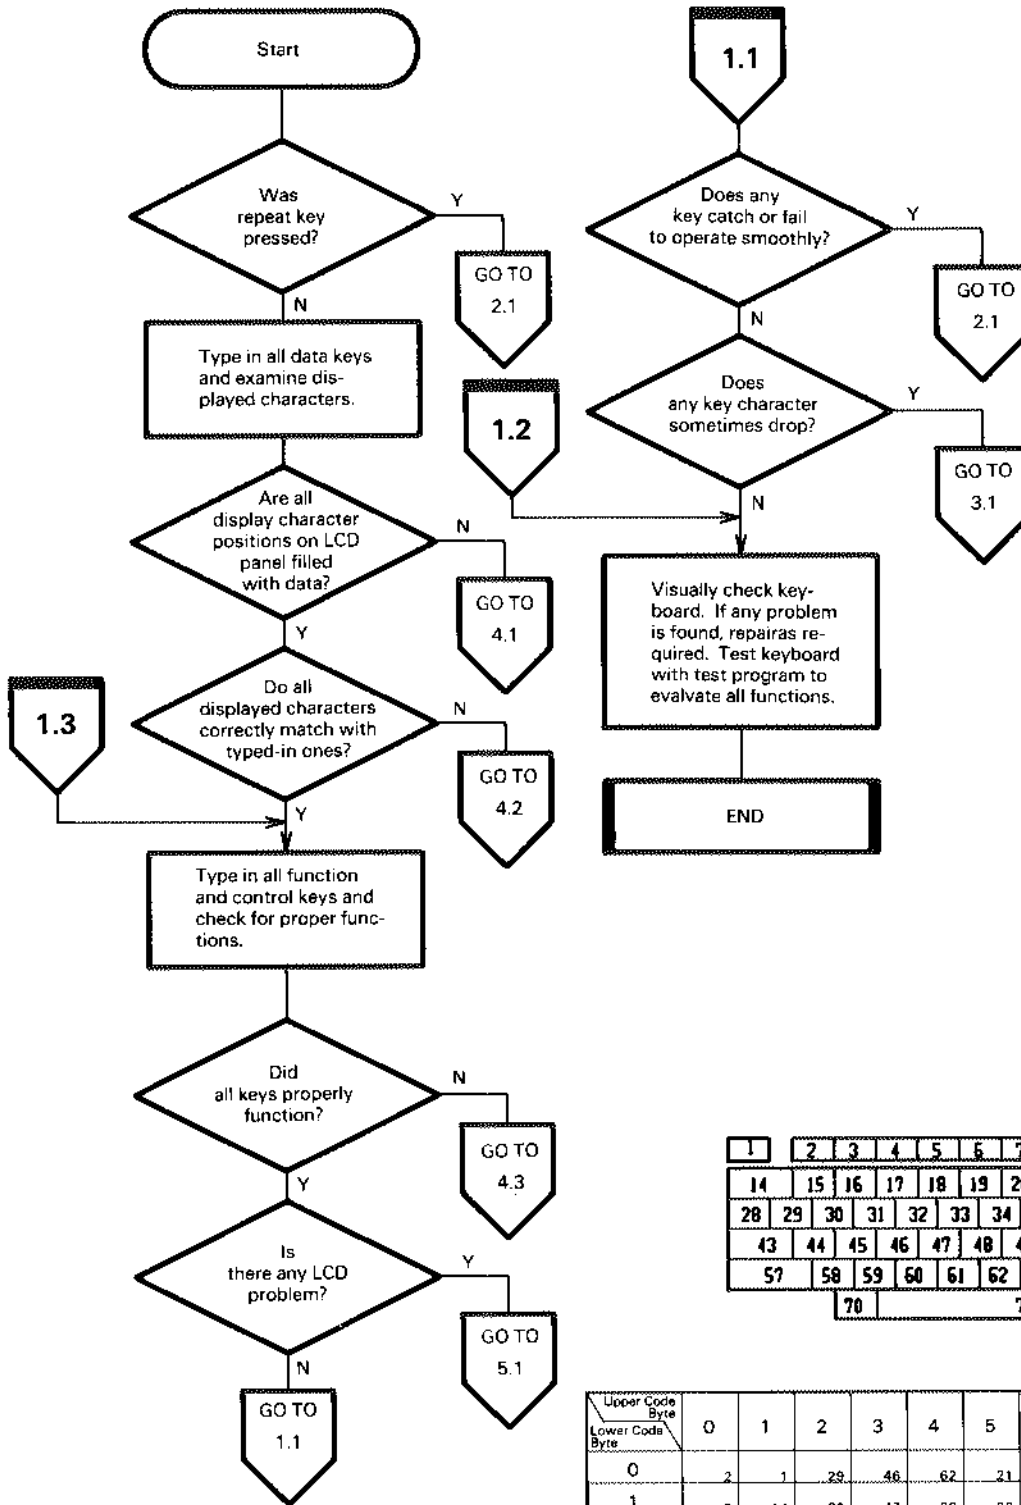 Start
Was
repeat key
pressed?
Y
GO TO
2.1
N
Type in all data keys
and examine dis-
played characters.
Are all
display character
positions on LCD
panel filled
with data?
N
GO TO
4.1
Y
Do all
displayed characters
correctly match with
typed-in ones?
N
GO TO
4.2
1.3
Y
Type in all function
and control keys and
check for proper func-
tions.
Did
all keys properly
function?
N
GO TO
4.3
Y
Is
there any LCD
problem?
Y
GO TO
5.1
N
GO TO
1.1
1.1
Does any
key catch or fail
to operate smoothly?
Y
GO TO
2.1
N
Does
any key character
sometimes drop?
Y
GO TO
3.1
1.2
N
Visually check key-
board. If any problem
is found, repairas re-
quired. Test keyboard
with test program to
evalvate all functions.
END
1 2 3 4 5 6 7
14 15 16 17 18 19
28 29 30 31 32 33 34
43 44 45 46 47 48
57 58 59 60 61 62
70
Upper Code
Byte
Lower Code
Byte
0 1 2 3 4 5
0 2 1 29 46 62 21
1